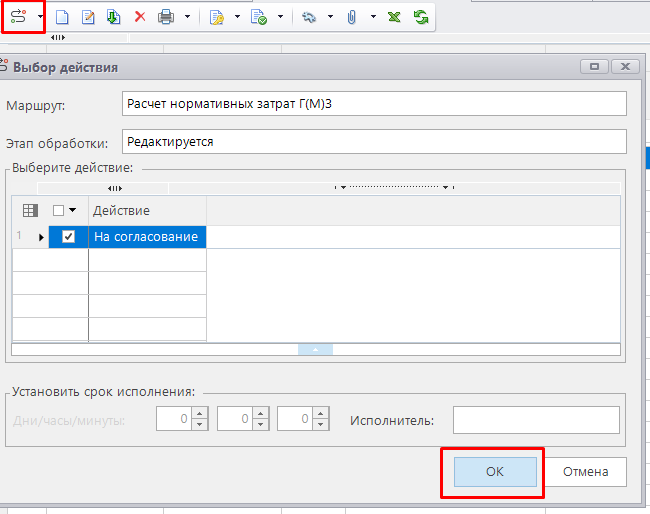 Выбор действия
Маршрут: Расчет нормативных затрат Г(М)З
Этап обработки: Редактируется
Выберите действие:
Действие
1 На согласование
Установить срок исполнения:
Дни/часы/минуты: 0 0 0 Исполнитель:
OK Отмена